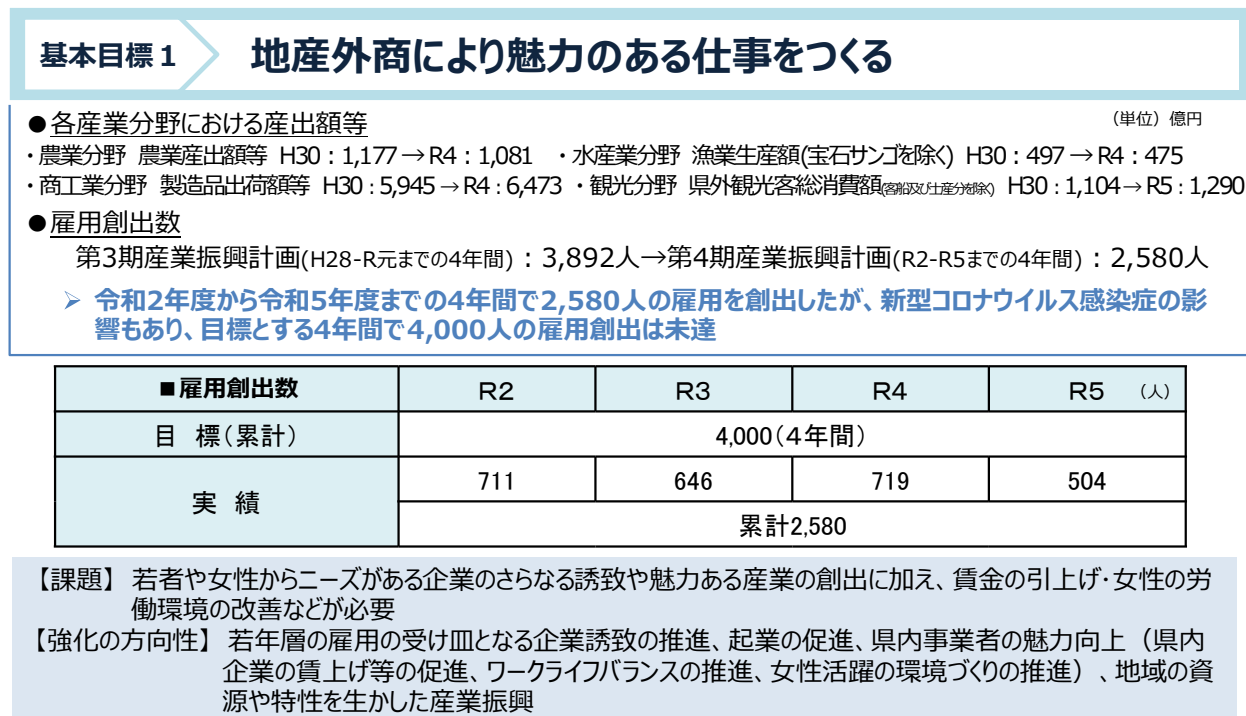 基本目標1 地産外商により魅力のある仕事をつくる
●各産業分野における産出額等 (単位)億円
・農業分野 農業産出額等 H30:1,177→R4:1,081 ・水産業分野 漁業生産額(宝石サンゴを除く) H30:497→R4:475
・商工業分野 製造品出荷額等 H30:5,945→R4:6,473 ・観光分野 県外観光客総消費額(客船及び土産分を除く) H30:1,104→R5:1,290
●雇用創出数
第3期産業振興計画(H28-R元までの4年間):3,892人→第4期産業振興計画(R2-R5までの4年間):2,580人
➢ 令和2年度から令和5年度までの4年間で2,580人の雇用を創出したが、新型コロナウイルス感染症の影
響もあり、目標とする4年間で4,000人の雇用創出は未達
■雇用創出数 R2 R3 R4 R5 (人)
目 標(累計) 4,000(4年間)
実 績 711 646 719 504
累計2,580
【課題】 若者や女性からニーズがある企業のさらなる誘致や魅力ある産業の創出に加え、賃金の引上げ・女性の労
働環境の改善などが必要
【強化の方向性】 若年層の雇用の受け皿となる企業誘致の推進、起業の促進、県内事業者の魅力向上(県内
企業の賃上げ等の促進、ワークライフバランスの推進、女性活躍の環境づくりの推進)、地域の資
源や特性を生かした産業振興